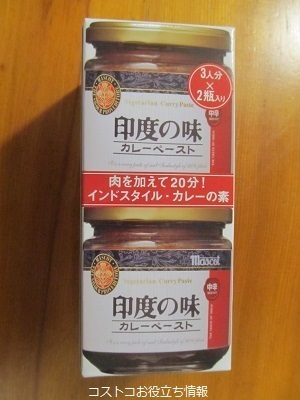 3人分
×
2瓶入り
Vegetarian Curry Paste
中辛
印度の味
カレーペースト
肉を加えて20分！
インドスタイル・カレーの素
Mascot
Vegetarian Curry Paste
中辛
印度の味
カレーペースト
コストコお役立ち情報